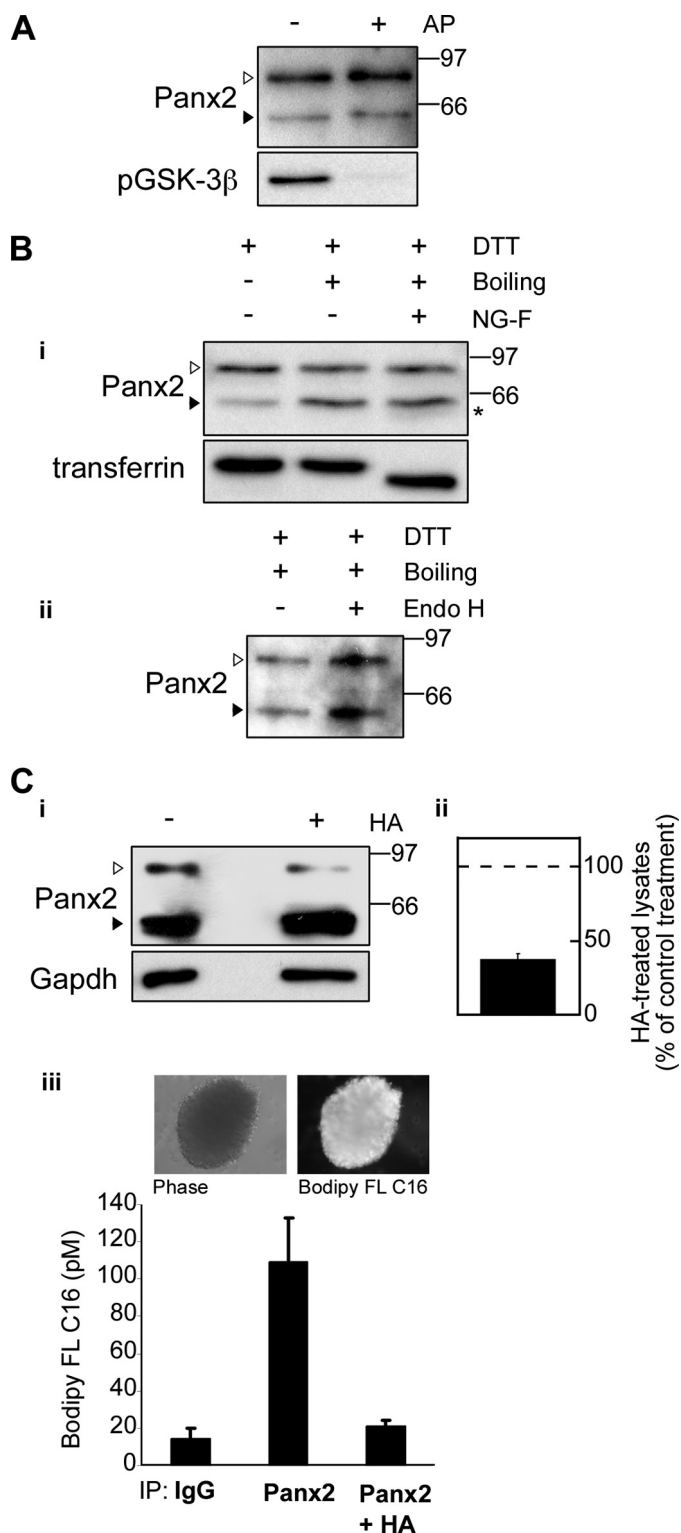 A
- + AP
97
Panx2
66
pGSK-3β
B
+ + + DTT
- + + Boiling
- - + NG-F
i
97
Panx2
66
*
transferrin
+ + DTT
+ + Boiling
ii
- + Endo H
97
Panx2
66
C
i
- + HA
97
Panx2
66
Gapdh
ii
100
50
0
HA-treated lysates
(% of control treatment)
iii
Phase
Bodipy FL C16
Bodipy FL C16 (pM)
140
120
100
80
60
40
20
0
IP: IgG
Panx2
Panx2
+ HA